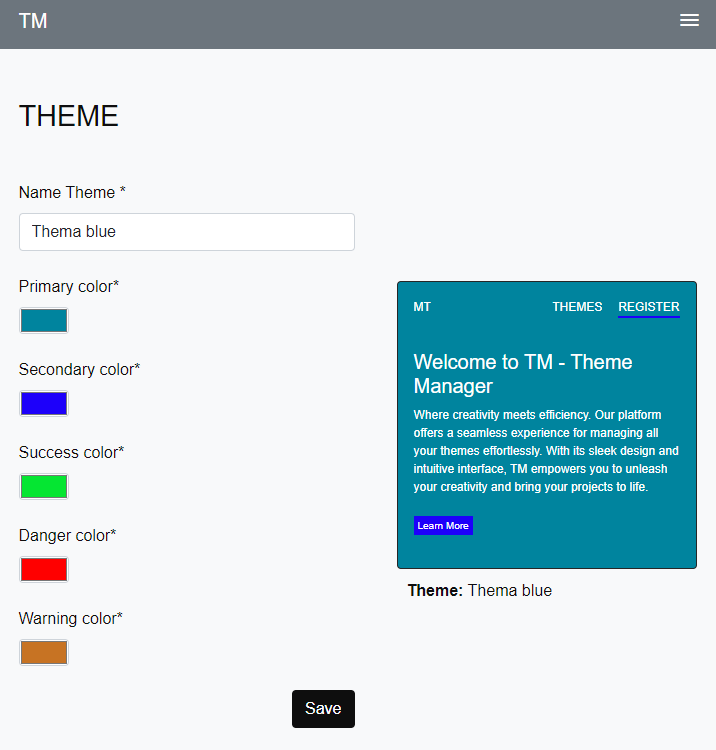 TM
THEME
Name Theme *
Thema blue
Primary color*
Secondary color*
Success color*
Danger color*
Warning color*
Save
MT THEMES REGISTER
Welcome to TM - Theme
Manager
Where creativity meets efficiency. Our platform
offers a seamless experience for managing all
your themes effortlessly. With its sleek design and
intuitive interface, TM empowers you to unleash
your creativity and bring your projects to life.
Learn More
Theme: Thema blue